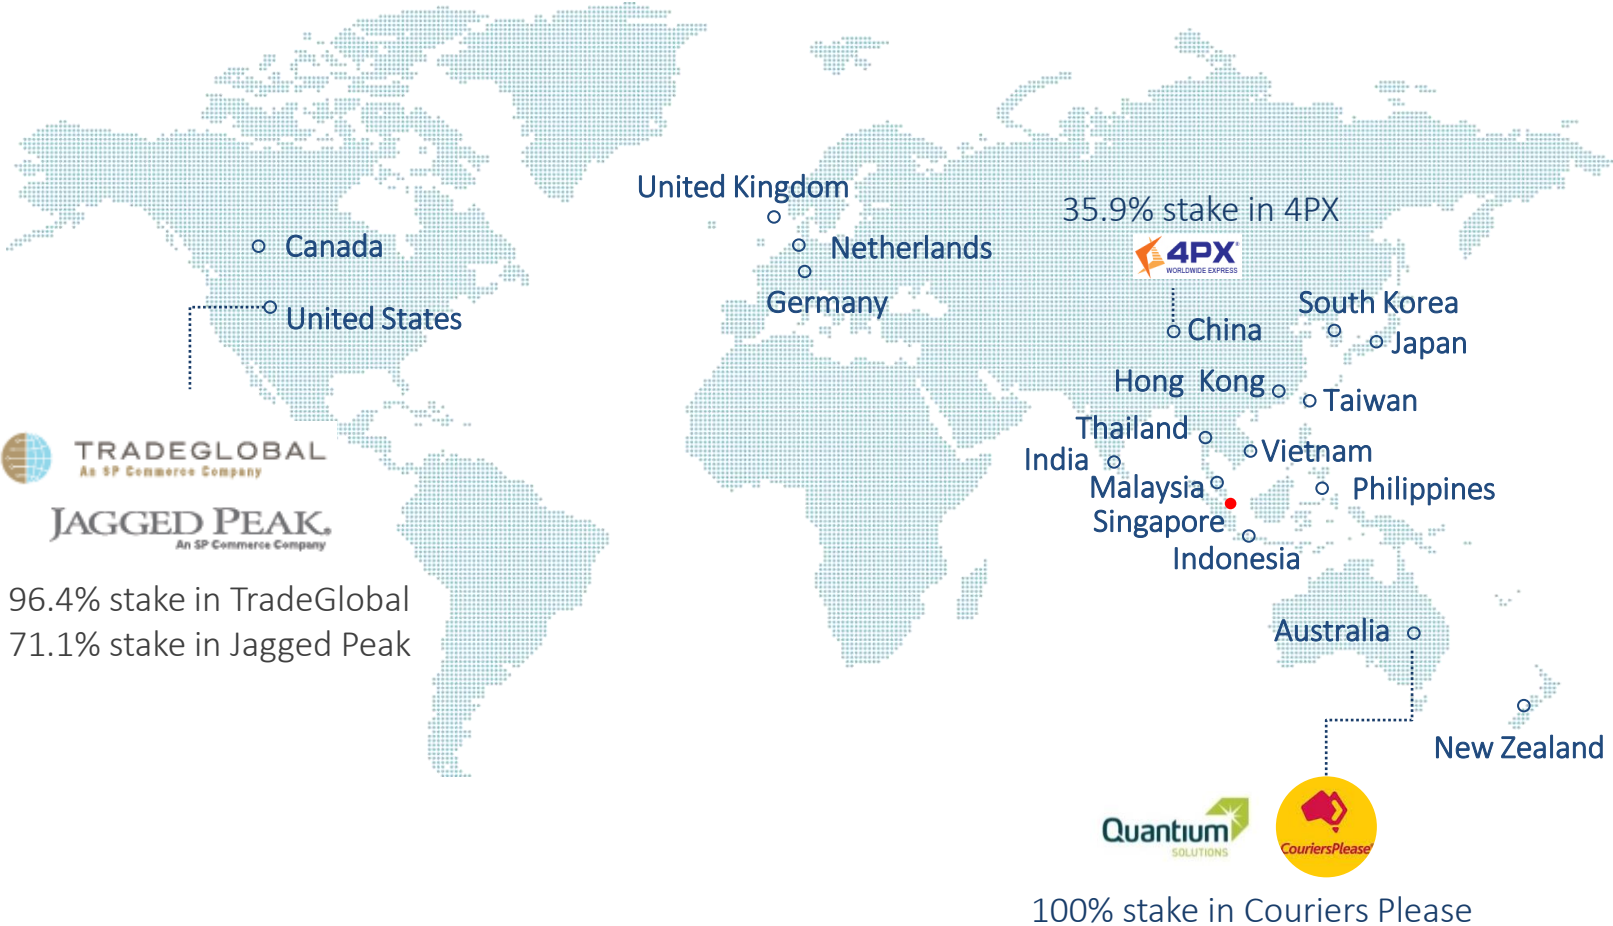 United Kingdom
35.9% stake in 4PX
4PX
WORLDWIDE EXPRESS
Canada
Netherlands
United States
Germany
South Korea
China
Japan
Hong Kong
Taiwan
Thailand
Vietnam
India
Malaysia
Philippines
Singapore
Indonesia
TRADEGLOBAL
An SP Commerce Company
JAGGED PEAK.
An SP Commerce Company
96.4% stake in TradeGlobal
71.1% stake in Jagged Peak
Australia
New Zealand
Quantium
SOLUTIONS
CouriersPlease
100% stake in Couriers Please